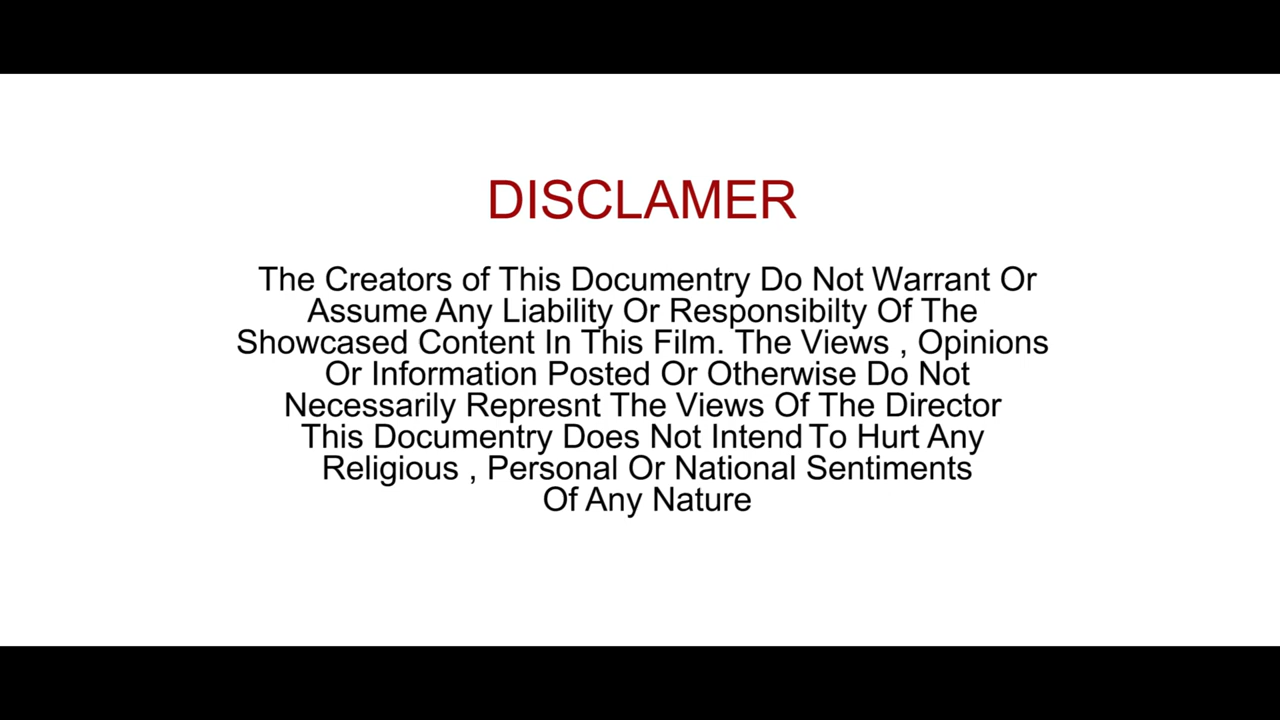 DISCLAMER
The Creators of This Documentry Do Not Warrant Or
Assume Any Liability Or Responsibilty Of The
Showcased Content In This Film. The Views , Opinions
Or Information Posted Or Otherwise Do Not
Necessarily Represnt The Views Of The Director
This Documentry Does Not Intend To Hurt Any
Religious , Personal Or National Sentiments
Of Any Nature